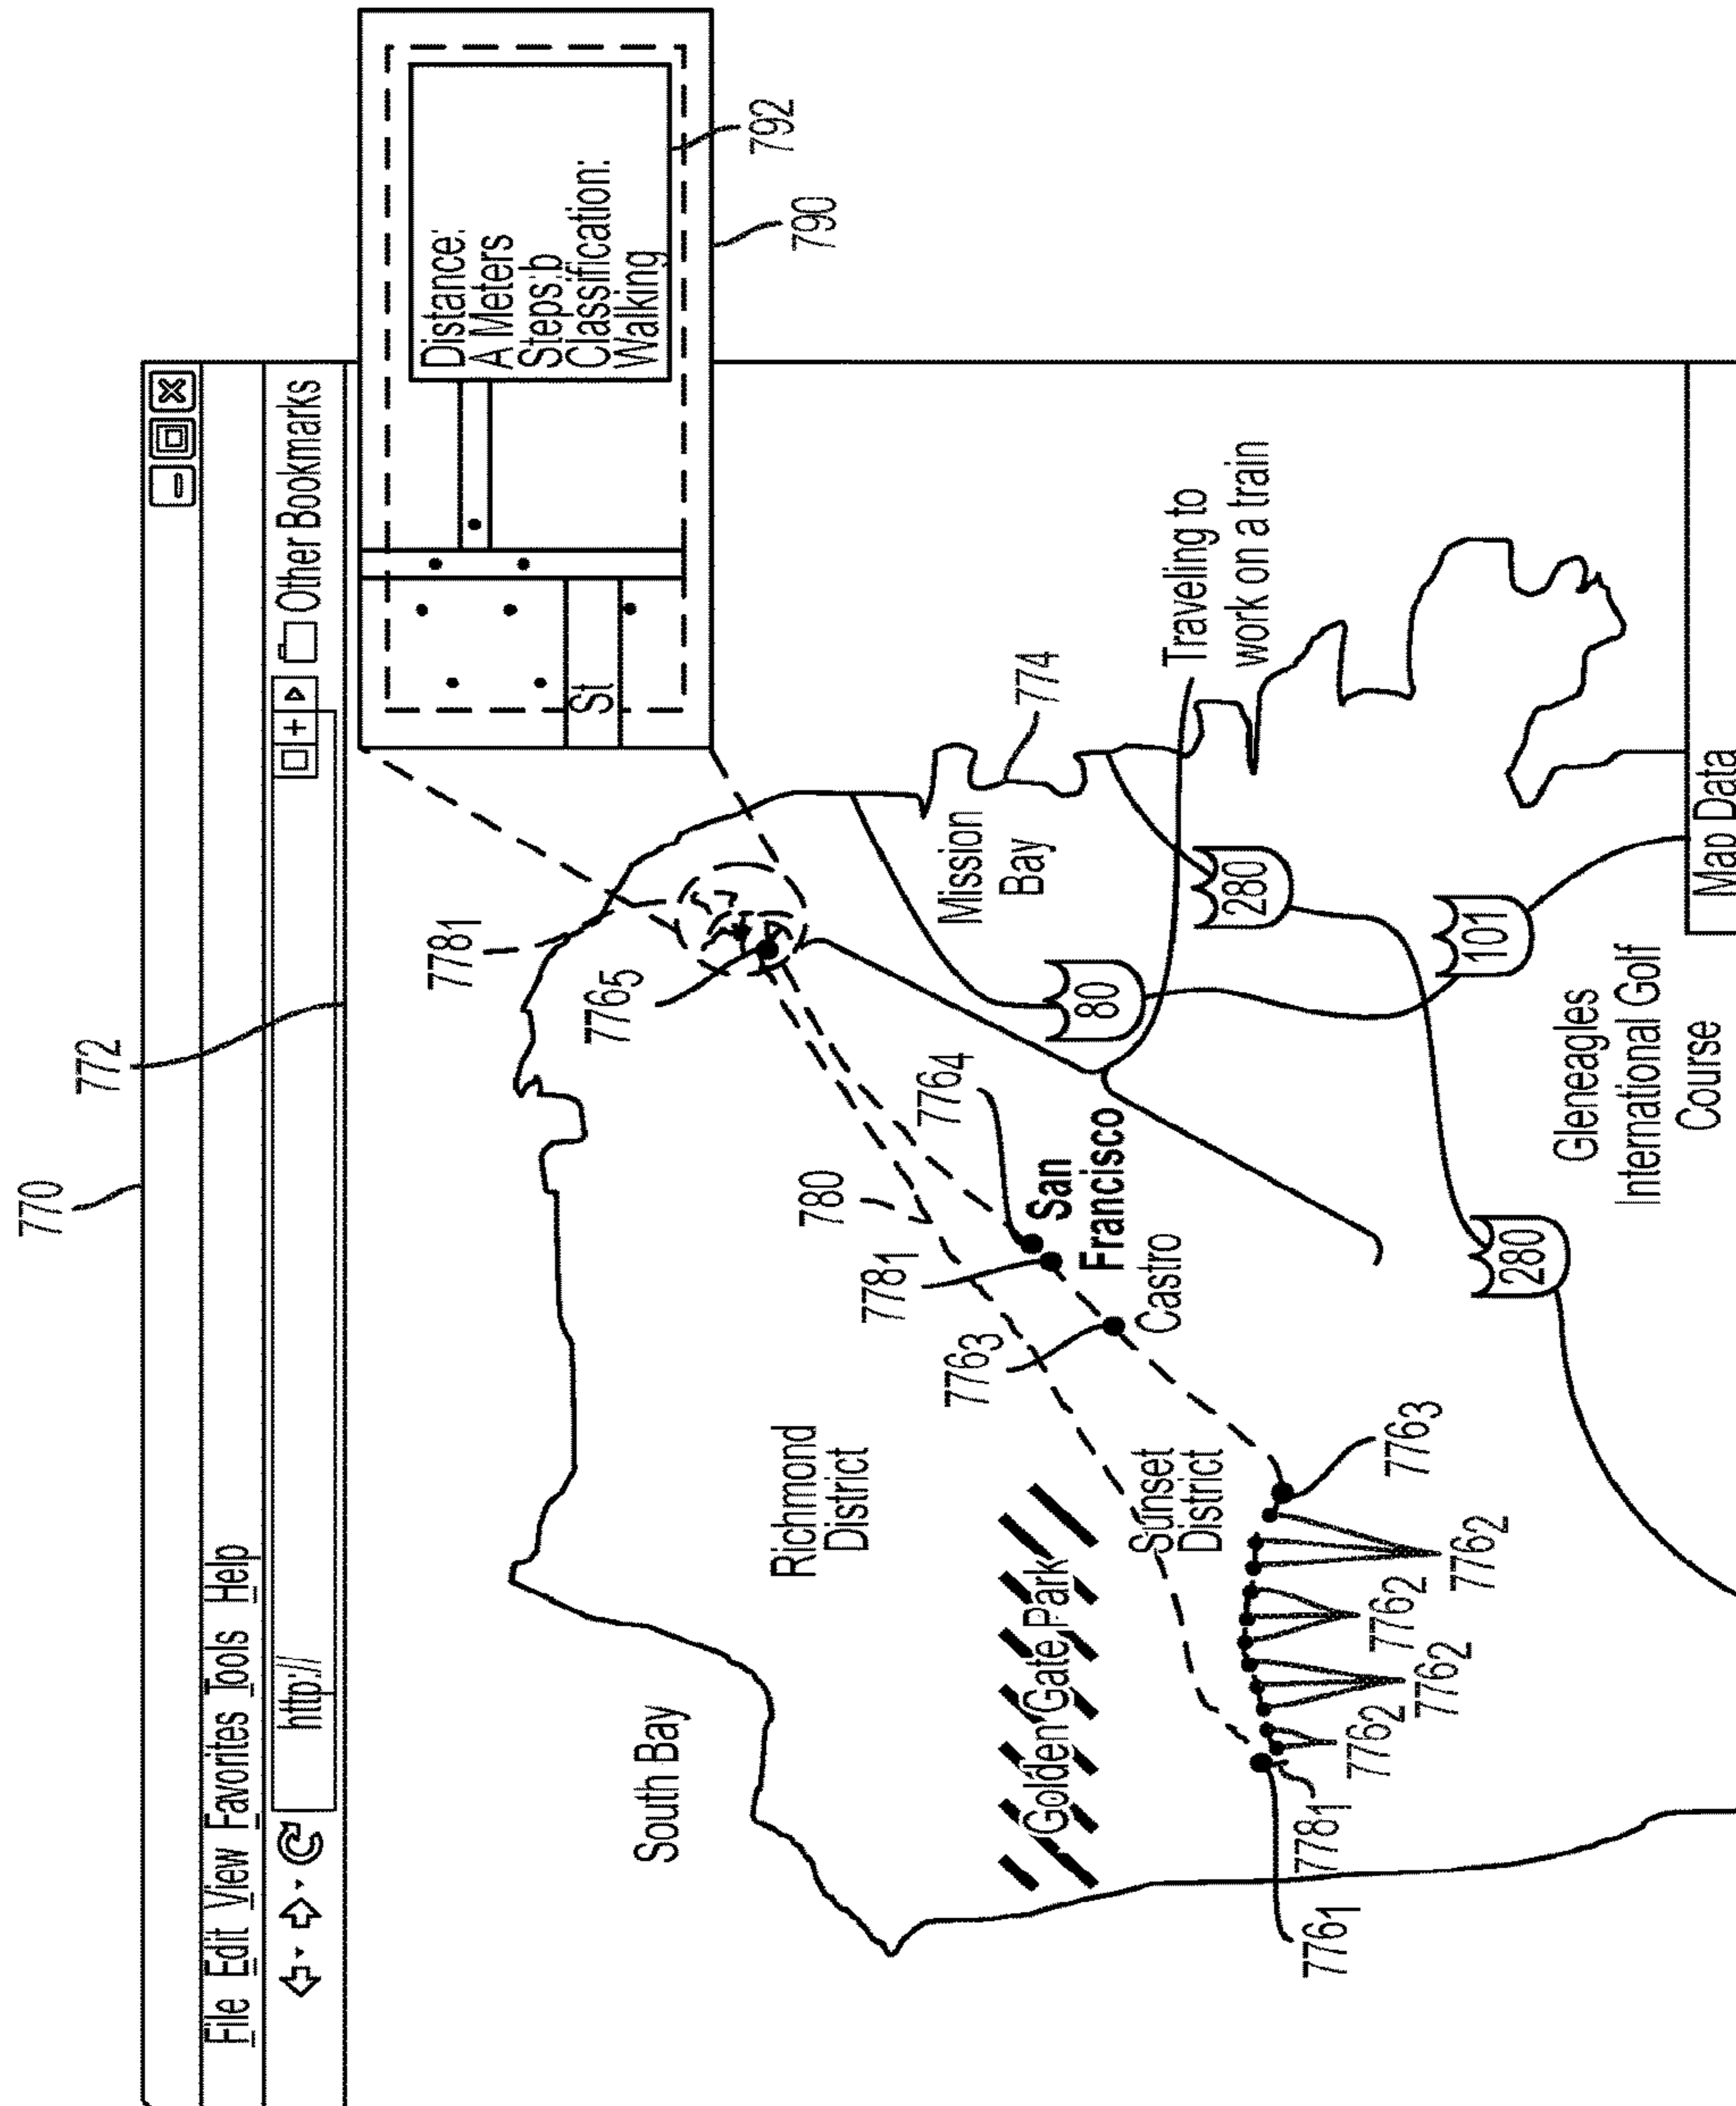 770
772
File Edit View Favorites Tools Help
http://
Other Bookmarks
Distance:
A Meters
Steps:b
Classification:
Walking
St
792
790
South Bay
Richmond
District
Golden Gate Park
Sunset
District
Castro
San
Francisco
Mission
Bay
774
Traveling to
work on a train
7781
7765
7764
780
7781
7763
7763
7762
7762
7762
7762
7781
7761
80
280
101
280
Gleneagles
International Golf
Course
Map Data